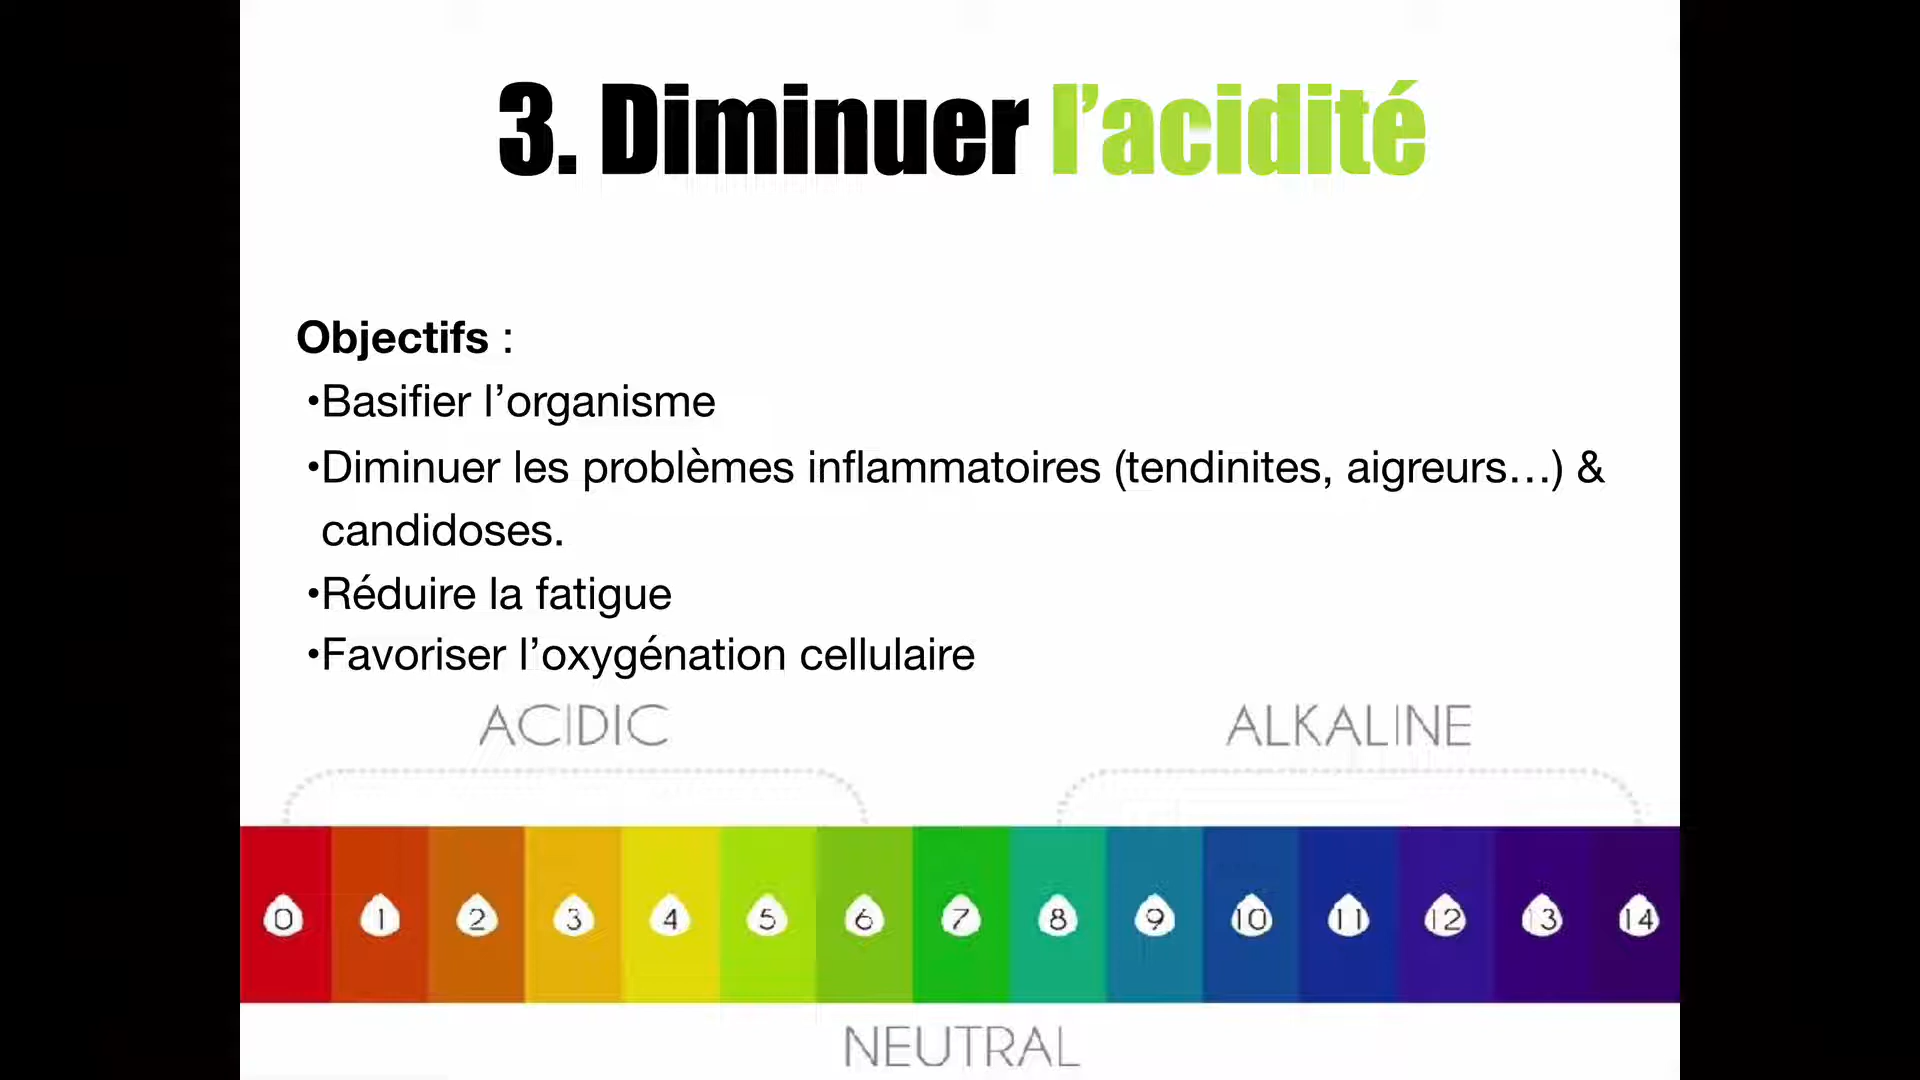 3. Diminuer l’acidité
Objectifs :
•Basifier l’organisme
•Diminuer les problèmes inflammatoires (tendinites, aigreurs…) &
candidoses.
•Réduire la fatigue
•Favoriser l’oxygénation cellulaire
ACIDIC ALKALINE
0 1 2 3 4 5 6 7 8 9 10 11 12 13 14
NEUTRAL